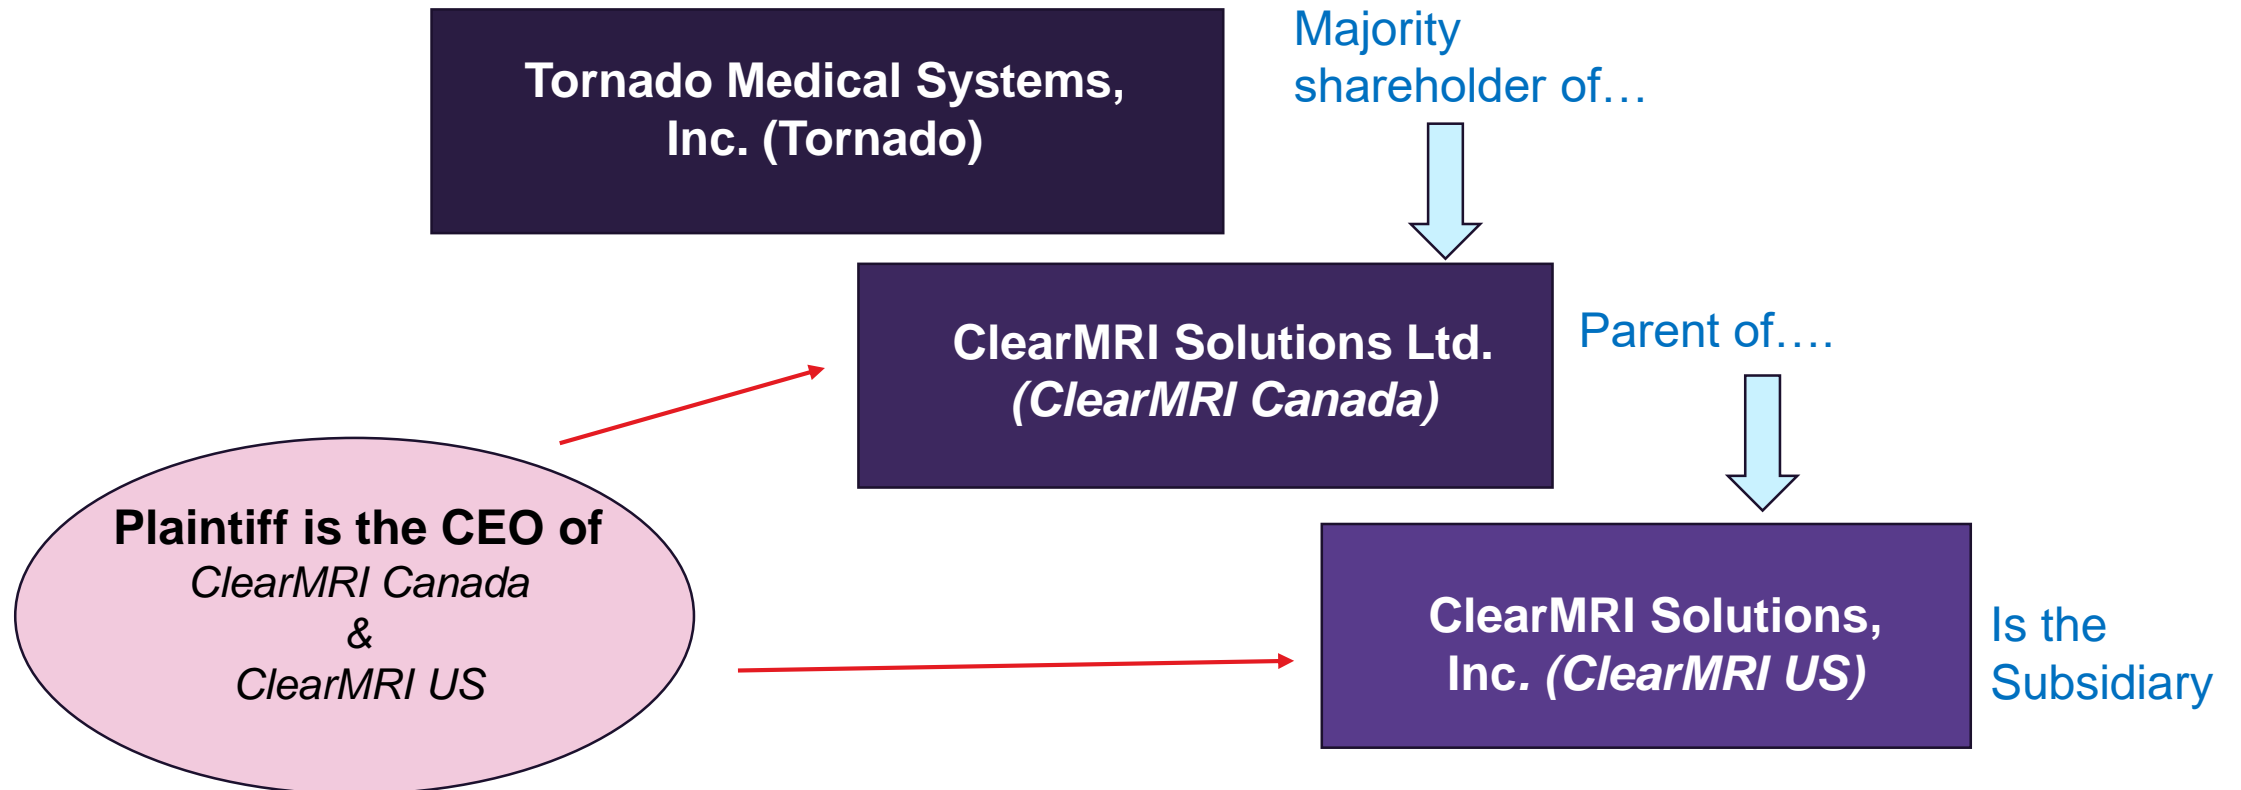 Tornado Medical Systems,
Inc. (Tornado)
Majority
shareholder of…
ClearMRI Solutions Ltd.
(ClearMRI Canada)
Parent of….
Plaintiff is the CEO of
ClearMRI Canada
&
ClearMRI US
ClearMRI Solutions,
Inc. (ClearMRI US)
Is the
Subsidiary